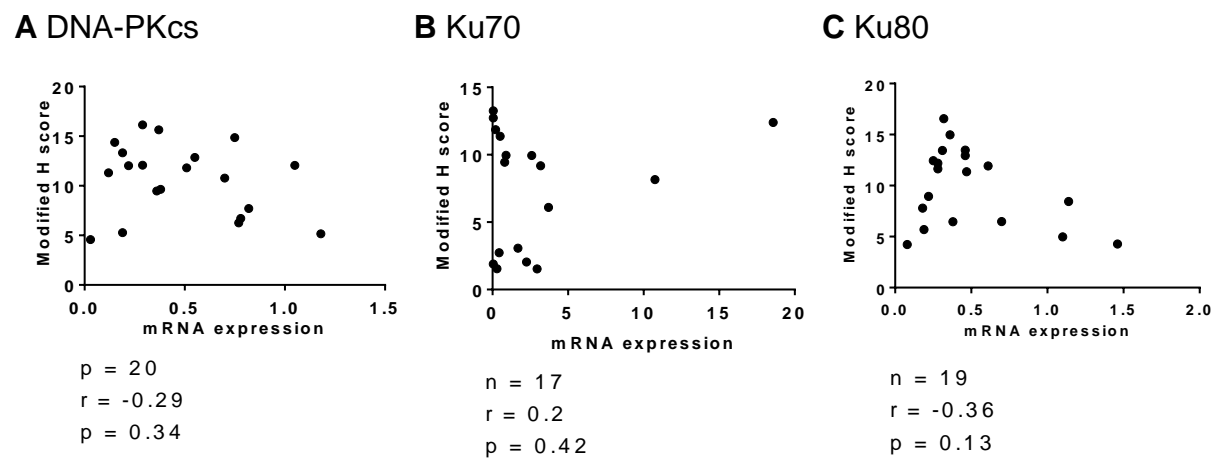 A DNA-PKcs
Modified H score
20
15
10
5
0
0.0 0.5 1.0 1.5
mRNA expression
p = 20
r = -0.29
p = 0.34
B Ku70
Modified H score
15
10
5
0
0 5 10 15 20
mRNA expression
n = 17
r = 0.2
p = 0.42
C Ku80
Modified H score
20
15
10
5
0
0.0 0.5 1.0 1.5 2.0
mRNA expression
n = 19
r = -0.36
p = 0.13